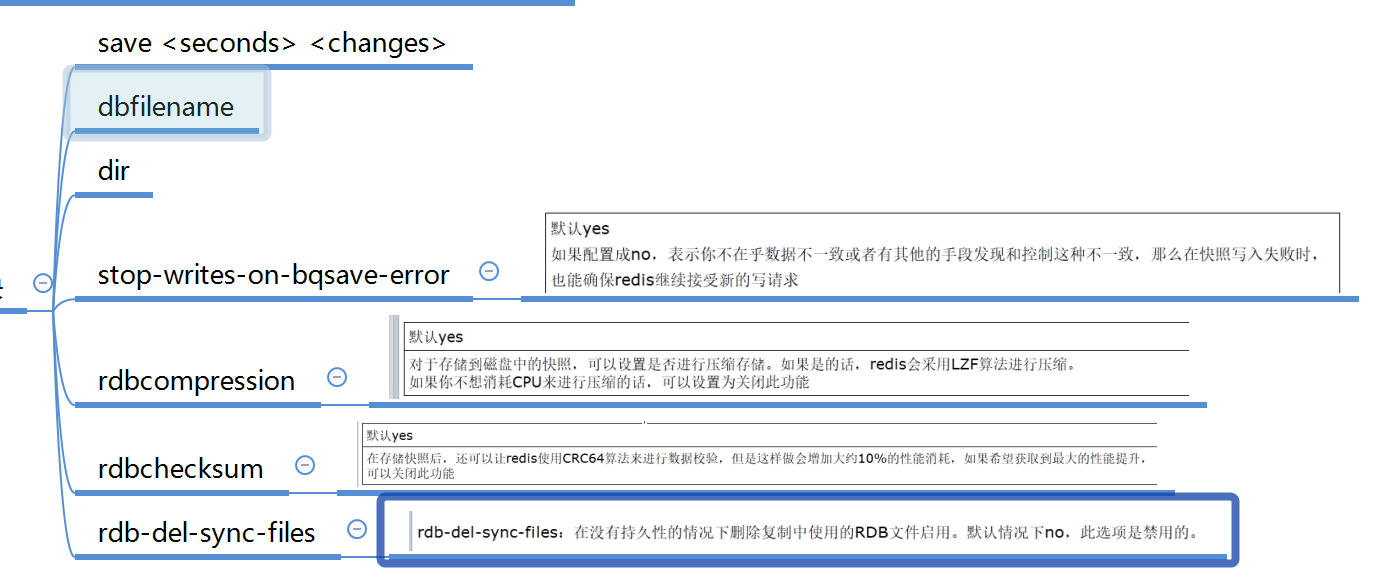 save <seconds> <changes>
dbfilename
dir
stop-writes-on-bqsave-error
默认yes
如果配置成no，表示你不在乎数据不一致或者有其他的手段发现和控制这种不一致，那么在快照写入失败时，
也能确保redis继续接受新的写请求
rdbcompression
默认yes
对于存储到磁盘中的快照，可以设置是否进行压缩存储。如果是的话，redis会采用LZF算法进行压缩。
如果你不想消耗CPU来进行压缩的话，可以设置为关闭此功能
rdbchecksum
默认yes
在存储快照后，还可以让redis使用CRC64算法来进行数据校验，但是这样做会增加大约10%的性能消耗，如果希望获取到最大的性能提升，
可以关闭此功能
rdb-del-sync-files
rdb-del-sync-files：在没有持久性的情况下删除复制中使用的RDB文件启用。默认情况下no，此选项是禁用的。